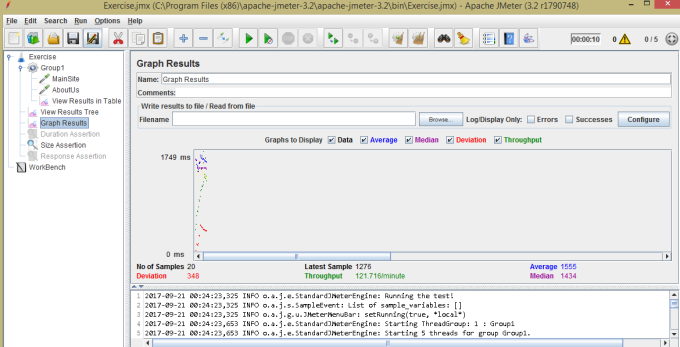 Exercise.jmx (C:\Program Files (x86)\apache-jmeter-3.2\apache-jmeter-3.2\bin\Exercise.jmx) - Apache JMeter (3.2 r1790748)
File Edit Search Run Options Help
00:00:10 0 0 / 5
Exercise
Group1
MainSite
AboutUs
View Results in Table
View Results Tree
Graph Results
Duration Assertion
Size Assertion
Response Assertion
WorkBench
Graph Results
Name: Graph Results
Comments:
Write results to file / Read from file
Filename Browse... Log/Display Only: Errors Successes Configure
Graphs to Display Data Average Median Deviation Throughput
1749 ms
0 ms
No of Samples 20 Latest Sample 1276 Average 1555
Deviation 348 Throughput 121.716/minute Median 1434
1 2017-09-21 00:24:23,325 INFO o.a.j.e.StandardJMeterEngine: Running the test!
2 2017-09-21 00:24:23,325 INFO o.a.j.s.SampleEvent: List of sample_variables: []
3 2017-09-21 00:24:23,325 INFO o.a.j.g.u.JMeterMenuBar: setRunning(true, *local*)
4 2017-09-21 00:24:23,653 INFO o.a.j.e.StandardJMeterEngine: Starting ThreadGroup: 1 : Group1
5 2017-09-21 00:24:23,653 INFO o.a.j.e.StandardJMeterEngine: Starting 5 threads for group Group1.